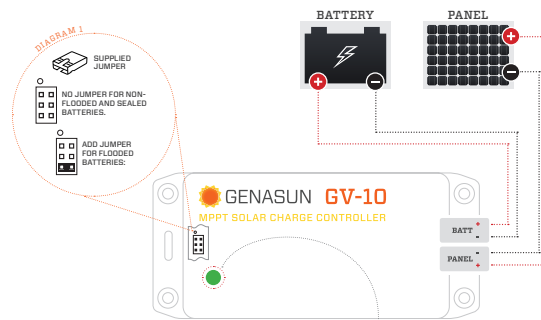 BATTERY
PANEL
DIAGRAM 1
SUPPLIED
JUMPER
NO JUMPER FOR NON-
FLOODED AND SEALED
BATTERIES.
ADD JUMPER
FOR FLODDED
BATTERIES:
+
-
+
-
GENASUN GV-10
MPPT SOLAR CHARGE CONTROLLER
BATT + -
PANEL - +